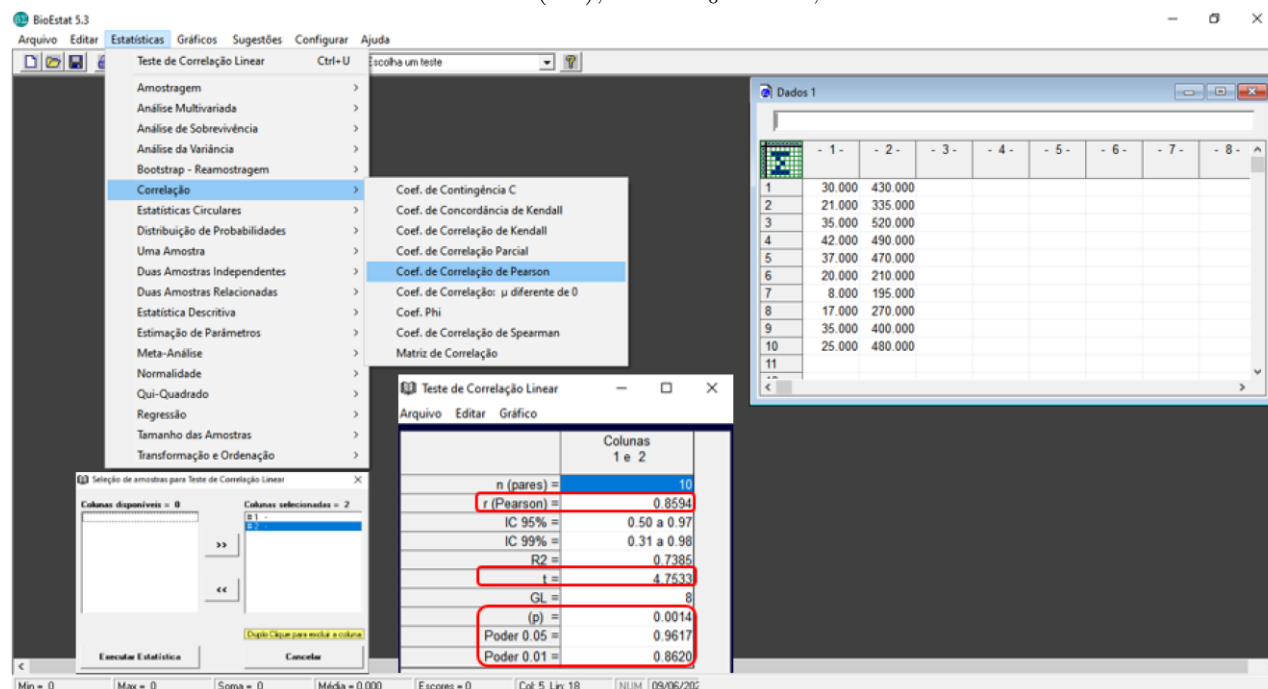 BioEstat 5.3
Arquivo Editar Estatísticas Gráficos Sugestões Configurar Ajuda
Teste de Correlação Linear Ctrl+U
Escolha um teste
Amostragem
Análise Multivariada
Análise de Sobrevivência
Análise da Variância
Bootstrap - Reamostragem
Correlação
Estatísticas Circulares
Distribuição de Probabilidades
Uma Amostra
Duas Amostras Independentes
Duas Amostras Relacionadas
Estatística Descritiva
Estimação de Parâmetros
Meta-Análise
Normalidade
Qui-Quadrado
Regressão
Tamanho das Amostras
Transformação e Ordenação
Coef. de Contingência C
Coef. de Concordância de Kendall
Coef. de Correlação de Kendall
Coef. de Correlação Parcial
Coef. de Correlação de Pearson
Coef. de Correlação: µ diferente de 0
Coef. Phi
Coef. de Correlação de Spearman
Matriz de Correlação
Dados 1
- 1 - - 2 - - 3 - - 4 - - 5 - - 6 - - 7 - - 8 -
1 30.000 430.000
2 21.000 335.000
3 35.000 520.000
4 42.000 490.000
5 37.000 470.000
6 20.000 210.000
7 8.000 195.000
8 17.000 270.000
9 35.000 400.000
10 25.000 480.000
11
Teste de Correlação Linear
Arquivo Editar Gráfico
Colunas
1 e 2
n (pares) = 10
r (Pearson) = 0.8594
IC 95% = 0.50 a 0.97
IC 99% = 0.31 a 0.98
R2 = 0.7385
t = 4.7533
GL = 8
(p) = 0.0014
Poder 0.05 = 0.9617
Poder 0.01 = 0.8620
Seleção de amostras para Teste de Correlação Linear
Colunas disponíveis = 0 Colunas selecionadas = 2
# 1 -
# 2 -
>>
<<
Duplo Clique para excluir a coluna
Executar Estatística Cancelar
Min = 0 Max = 0 Soma = 0 Média = 0.000 Escores = 0 Col: 5 Lin: 18 NUM 09/06/202